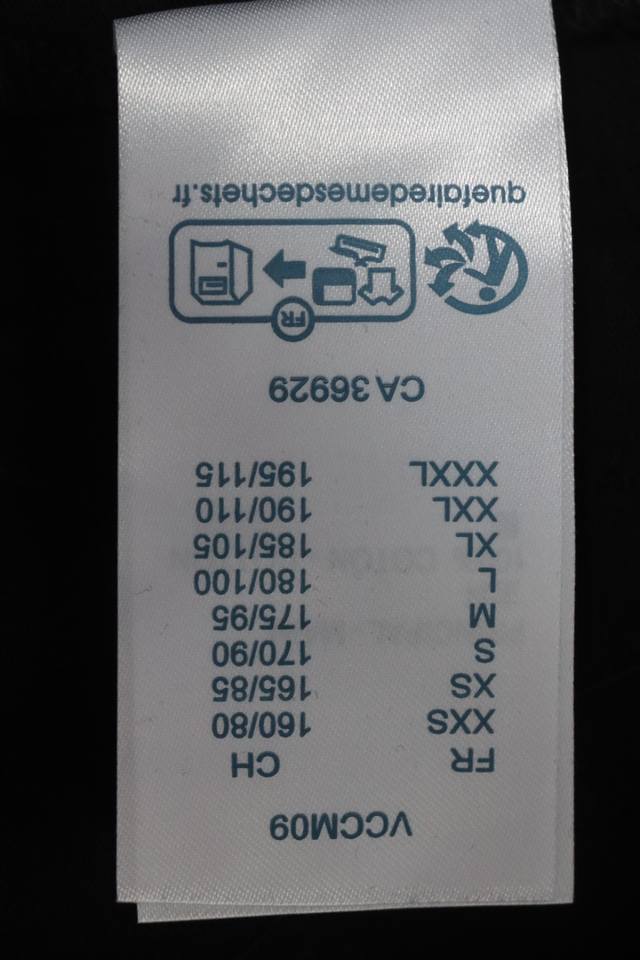 VCCM09
FR CH
XXS 160/80
XS 165/85
S 170/90
M 175/95
L 180/100
XL 185/105
XXL 190/110
XXXL 195/115
CA 36929
FR
quefairedemesdechets.fr